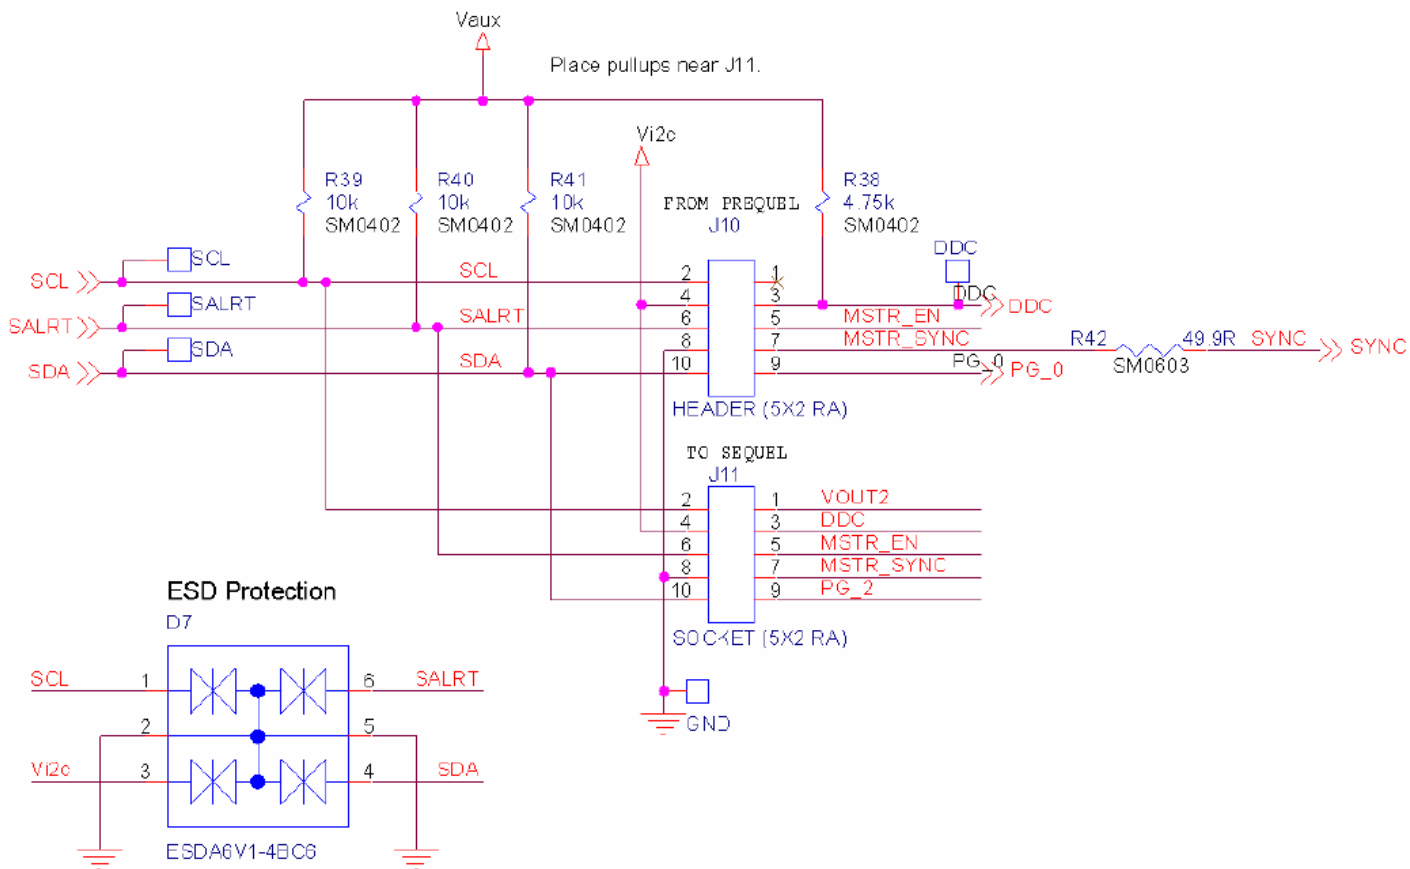 Vaux
Place pullups near J11.
Vi2c
R39
10k
SM0402
R40
10k
SM0402
R41
10k
SM0402
R38
4.75k
SM0402
FROM PREQUEL
J10
SCL
SCL
SCL
2
1
DDC
4
3
DDC
DDC
SALRT
SALRT
SALRT
6
5
MSTR_EN
8
7
MSTR_SYNC
R42
49.9R
SM0603
SYNC
SYNC
SDA
SDA
SDA
10
9
PG_0
PG_0
HEADER (5X2 RA)
TO SEQUEL
J11
2
1
VOUT2
4
3
DDC
6
5
MSTR_EN
8
7
MSTR_SYNC
10
9
PG_2
SOCKET (5X2 RA)
GND
ESD Protection
D7
SCL
1
6
SALRT
2
5
Vi2c
3
4
SDA
ESDA6V1-4BC6